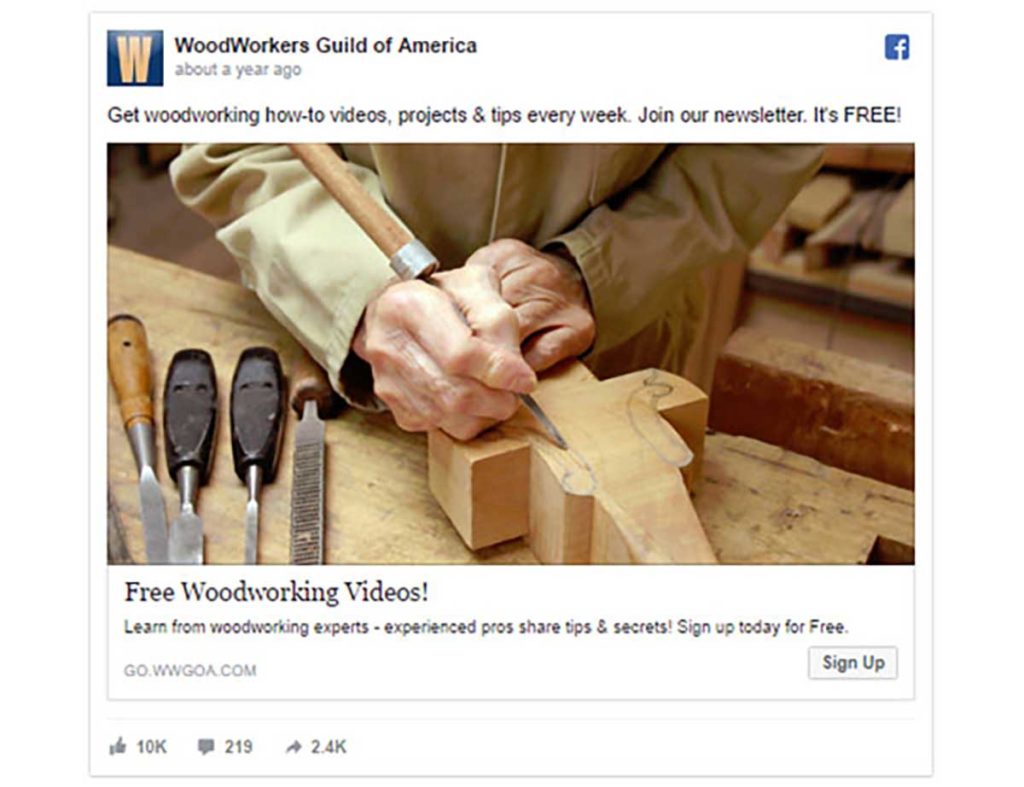 W
WoodWorkers Guild of America
about a year ago
Get woodworking how-to videos, projects & tips every week. Join our newsletter. It's FREE!
Free Woodworking Videos!
Learn from woodworking experts - experienced pros share tips & secrets! Sign up today for Free.
GO.WWGOA.COM
Sign Up
10K 219 2.4K